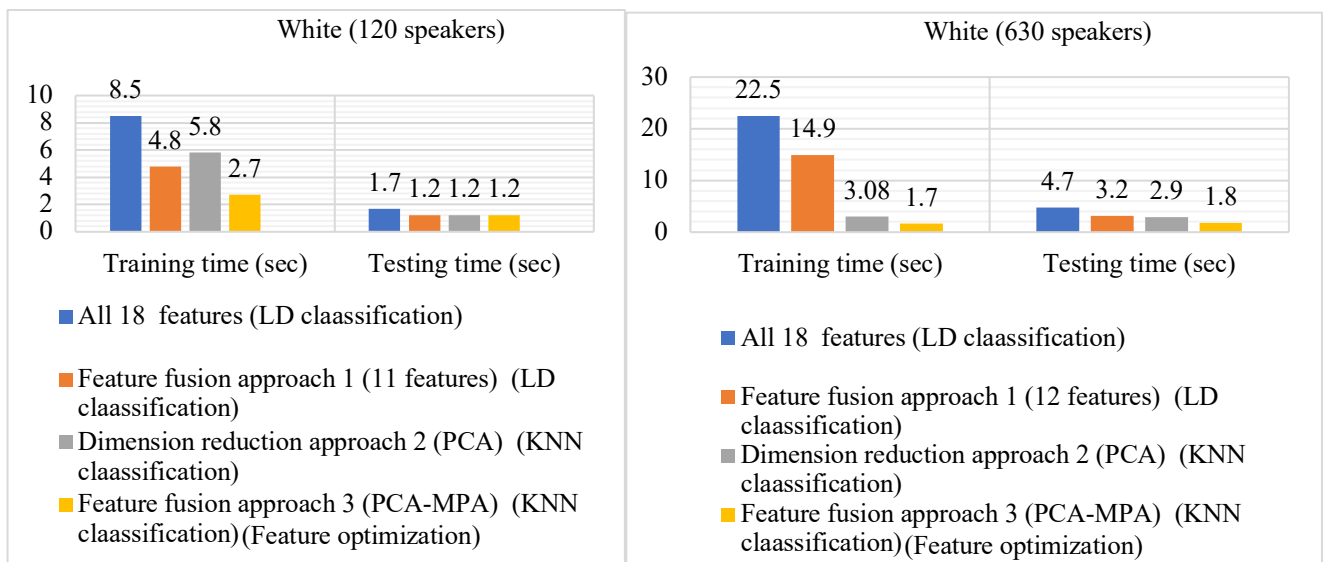 White (120 speakers)
10
8
6
4
2
0
8.5
4.8
5.8
2.7
1.7
1.2
1.2
1.2
Training time (sec)
Testing time (sec)
All 18 features (LD claassification)
Feature fusion approach 1 (11 features) (LD
claassification)
Dimension reduction approach 2 (PCA) (KNN
claassification)
Feature fusion approach 3 (PCA-MPA) (KNN
claassification)(Feature optimization)
White (630 speakers)
30
20
10
0
22.5
14.9
3.08
1.7
4.7
3.2
2.9
1.8
Training time (sec)
Testing time (sec)
All 18 features (LD claassification)
Feature fusion approach 1 (12 features) (LD
claassification)
Dimension reduction approach 2 (PCA) (KNN
claassification)
Feature fusion approach 3 (PCA-MPA) (KNN
claassification)(Feature optimization)